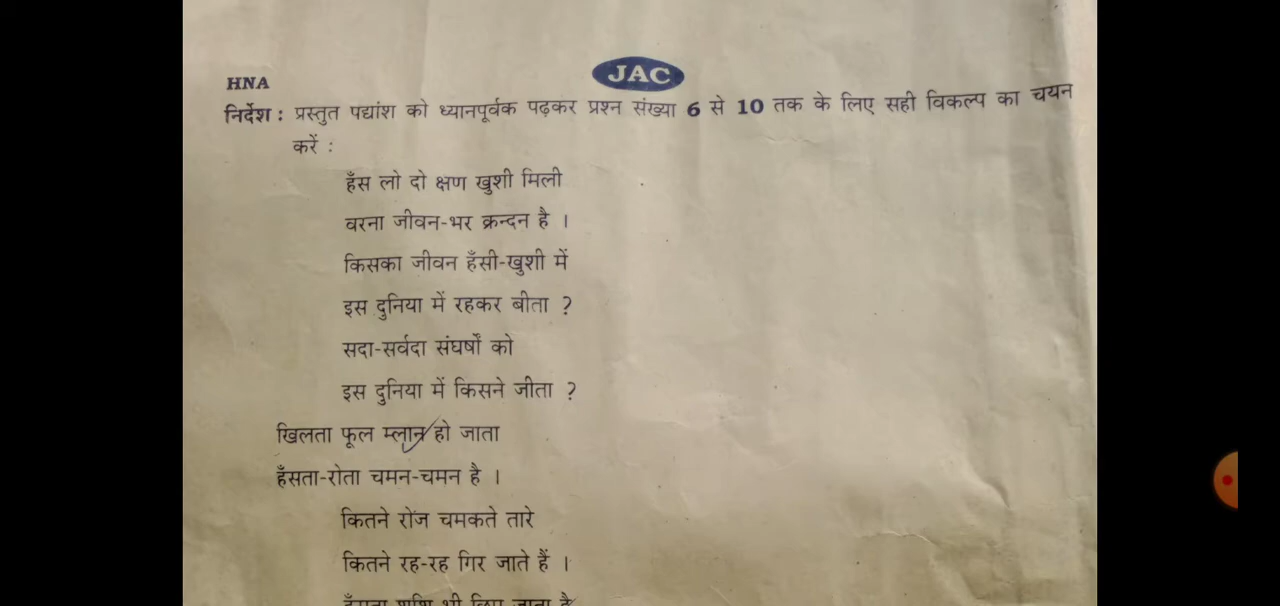 JAC
HNA
निर्देश : प्रस्तुत पद्यांश को ध्यानपूर्वक पढ़कर प्रश्न संख्या 6 से 10 तक के लिए सही विकल्प का चयन
करें :
हँस लो दो क्षण खुशी मिली
वरना जीवन-भर क्रन्दन है ।
किसका जीवन हँसी-खुशी में
इस दुनिया में रहकर बीता ?
सदा-सर्वदा संघर्षों को
इस दुनिया में किसने जीता ?
खिलता फूल म्लान हो जाता
हँसता-रोता चमन-चमन है ।
कितने रोज चमकते तारे
कितने रह-रह गिर जाते हैं ।
हँसता शशि भी छिप जाता है